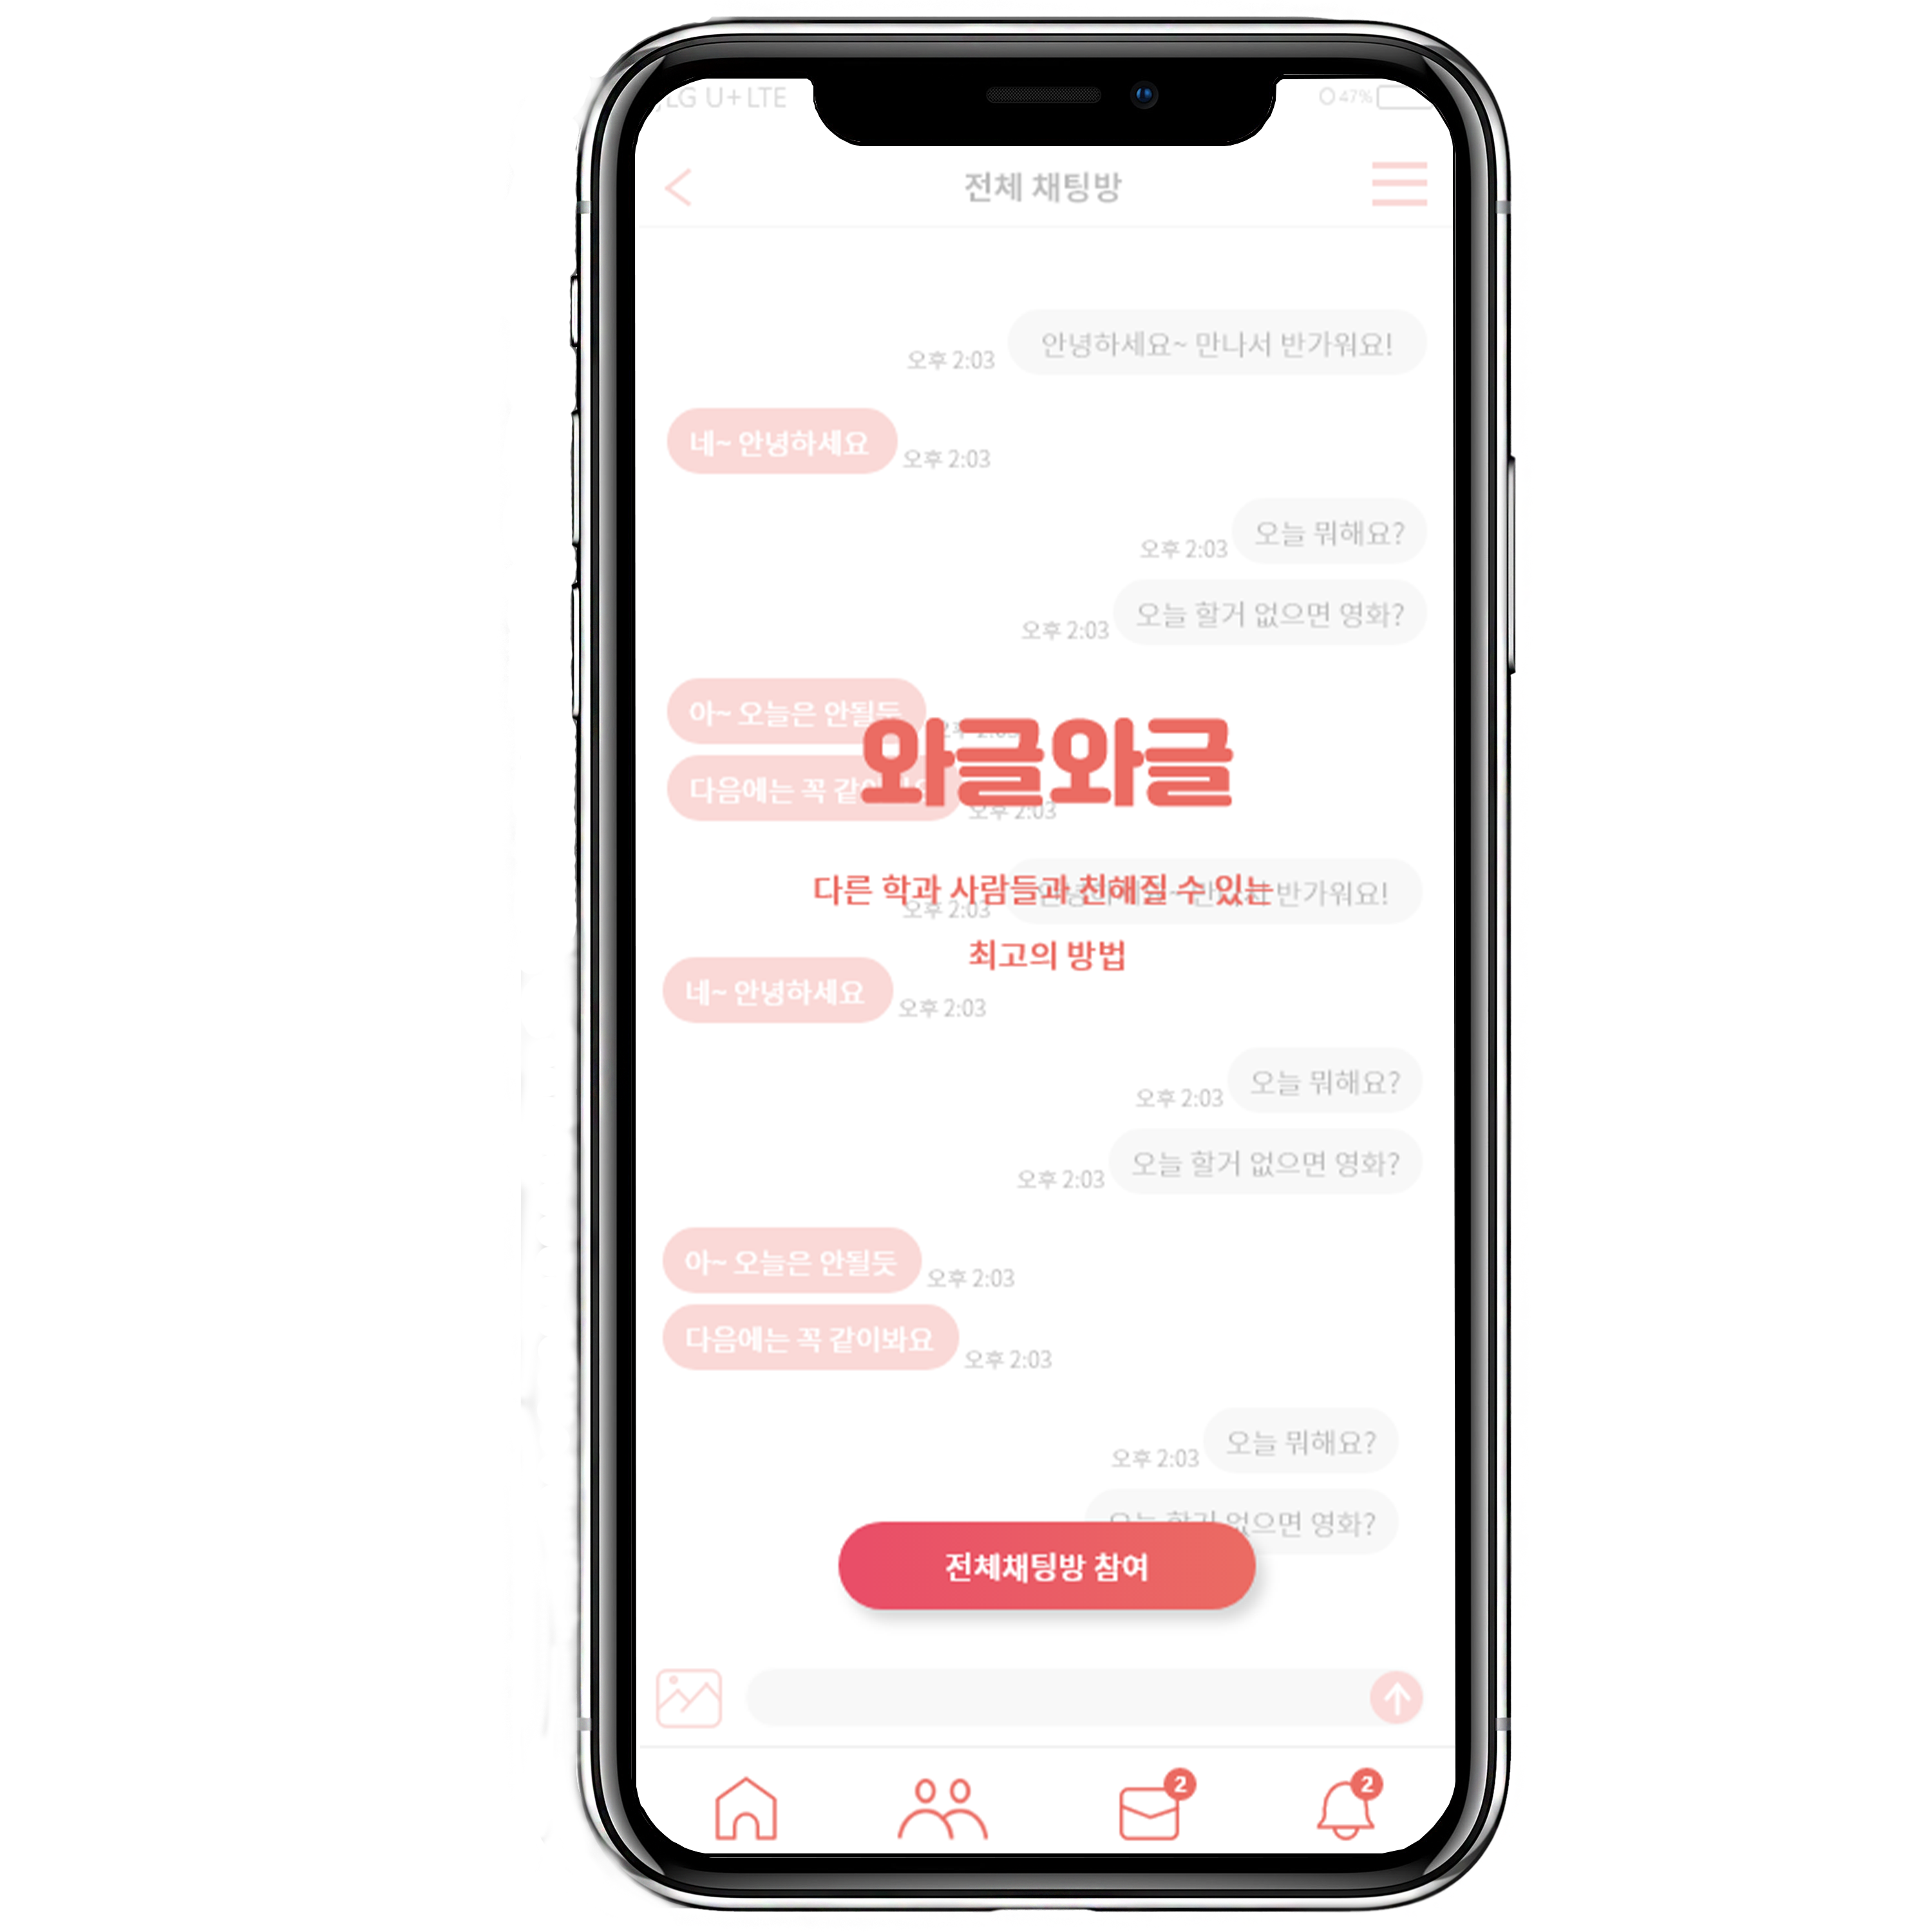 LG U+ LTE
47%
전체 채팅방
안녕하세요~ 만나서 반가워요!
오후 2:03
네~ 안녕하세요
오후 2:03
오늘 뭐해요?
오후 2:03
오늘 할거 없으면 영화?
오후 2:03
아~ 오늘은 안될듯
와글와글
다음에는 꼭
오후 2:03
다른 학과 사람들과 친해질 수 있는
반가워요!
오후 2:03
최고의 방법
네~ 안녕하세요
오후 2:03
오늘 뭐해요?
오후 2:03
오늘 할거 없으면 영화?
오후 2:03
아~ 오늘은 안될듯
오후 2:03
다음에는 꼭 같이봐요
오후 2:03
오늘 뭐해요?
오후 2:03
오늘 할거 없으면 영화?
전체채팅방 참여
2
2